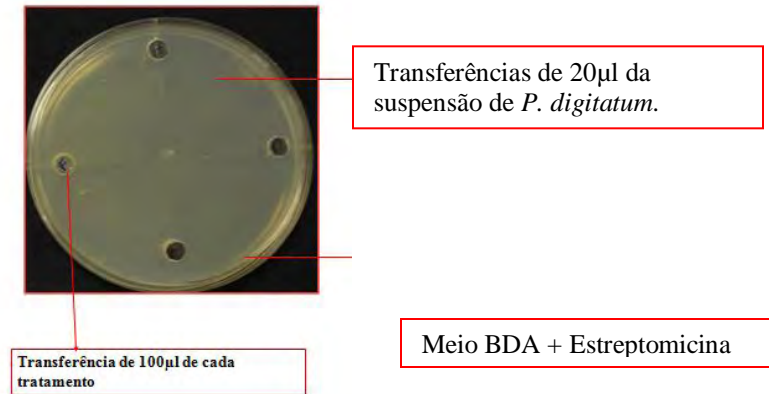 Transferências de 20µl da
suspensão de P. digitatum.
Meio BDA + Estreptomicina
Transferência de 100µl de cada
tratamento